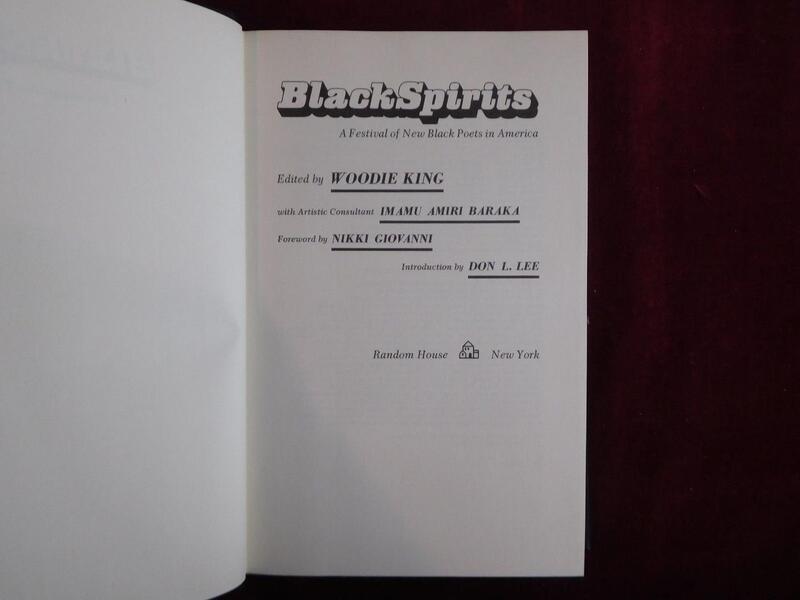 BlackSpirits
A Festival of New Black Poets in America
Edited by WOODIE KING
with Artistic Consultant IMAMU AMIRI BARAKA
Foreword by NIKKI GIOVANNI
Introduction by DON L. LEE
Random House New York